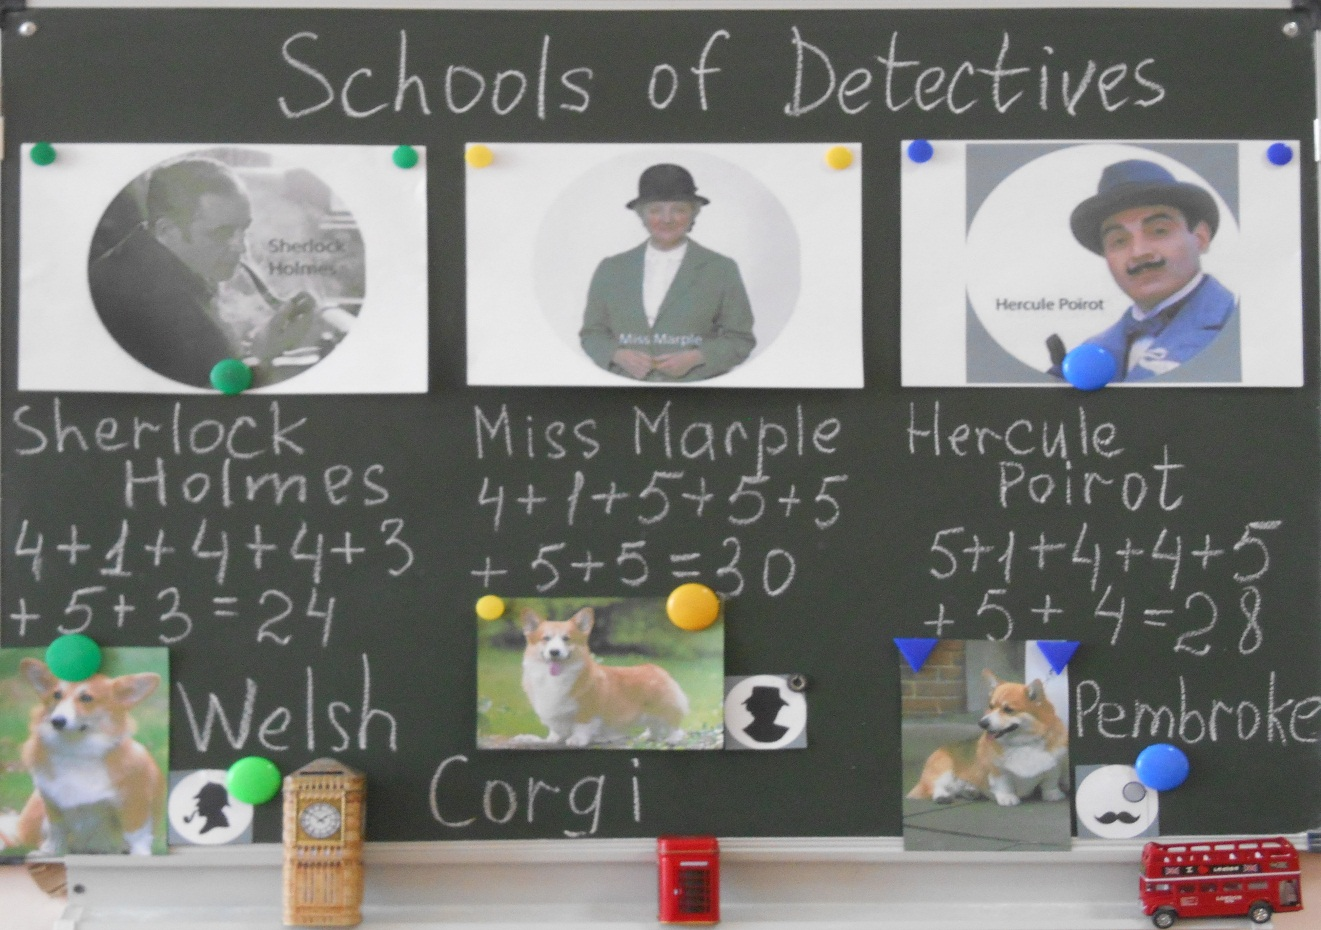 Schools of Detectives
Sherlock
Holmes
Miss Marple
Hercule Poirot
Sherlock
Holmes
4+1+4+4+3
+5+3=24
Miss Marple
4+1+5+5+5
+5+5=30
Hercule
Poirot
5+1+4+4+5
+5+4=28
Welsh
Corgi
Pembroke